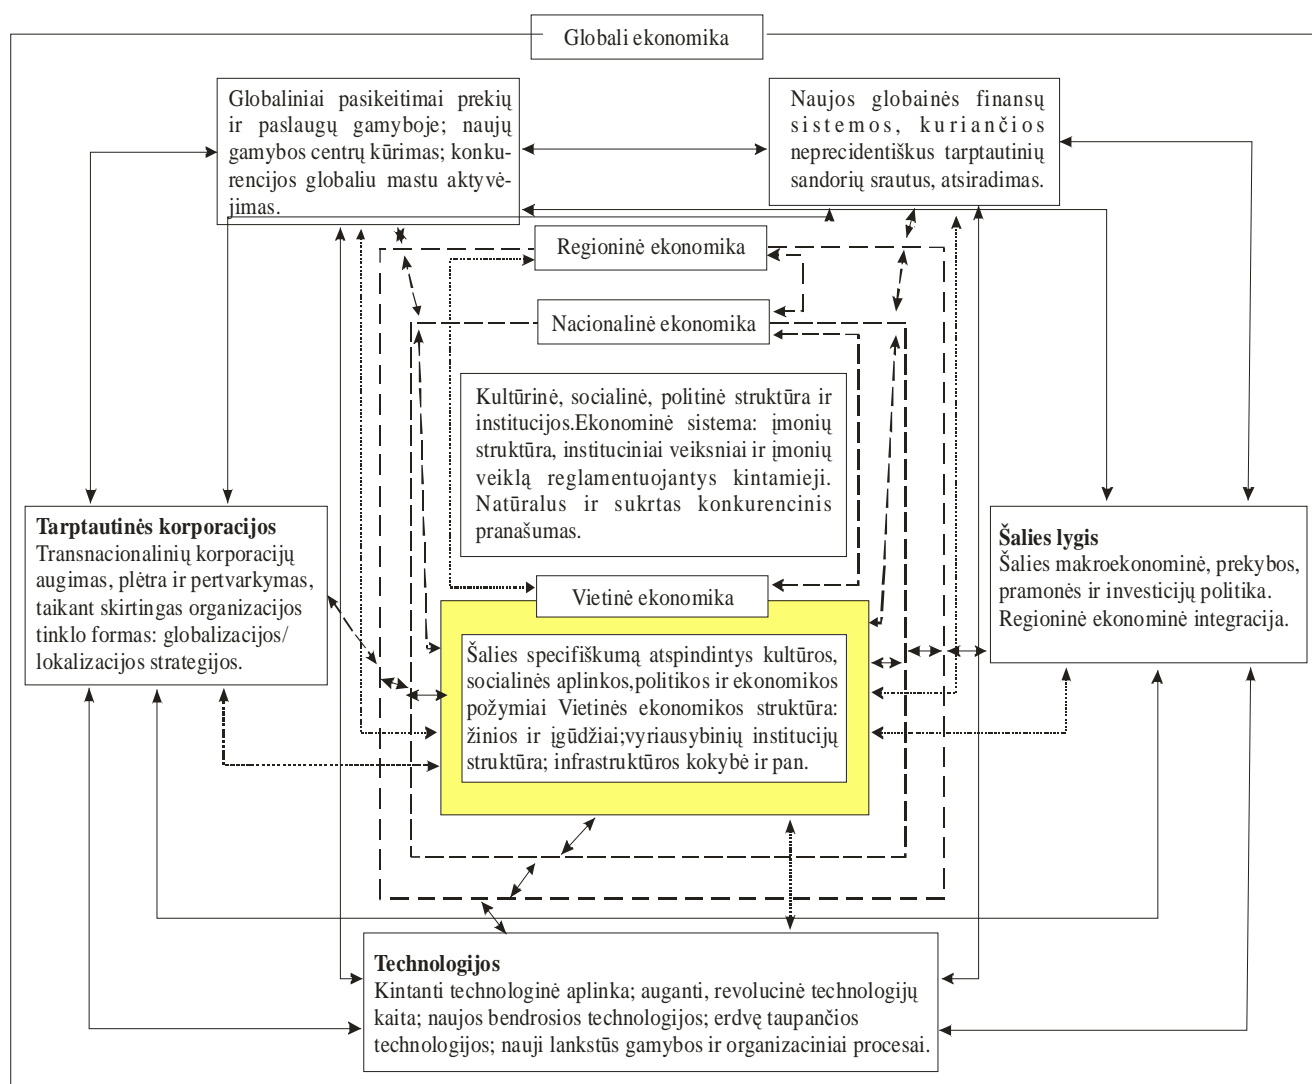 Globali ekonomika
Globaliniai pasikeitimai prekių
ir paslaugų gamyboje; naujų
gamybos centrų kūrimas; konku-
rencijos globaliu mastu aktyvė-
jimas.
Naujos globainės finansų
sistemos, kuriančios
neprecidentiškus tarptautinių
sandorių srautus, atsiradimas.
Regioninė ekonomika
Nacionalinė ekonomika
Kultūrinė, socialinė, politinė struktūra ir
institucijos.Ekonominė sistema: įmonių
struktūra, instituciniai veiksniai ir įmonių
veiklą reglamentuojantys kintamieji.
Natūralus ir sukrtas konkurencinis
pranašumas.
Tarptautinės korporacijos
Transnacionalinių korporacijų
augimas, plėtra ir pertvarkymas,
taikant skirtingas organizacijos
tinklo formas: globalizacijos/
lokalizacijos strategijos.
Šalies lygis
Šalies makroekonominė, prekybos,
pramonės ir investicijų politika.
Regioninė ekonominė integracija.
Vietinė ekonomika
Šalies specifiškumą atspindintys kultūros,
socialinės aplinkos,politikos ir ekonomikos
požymiai Vietinės ekonomikos struktūra:
žinios ir įgūdžiai;vyriausybinių institucijų
struktūra; infrastruktūros kokybė ir pan.
Technologijos
Kintanti technologinė aplinka; auganti, revoliucinė technologijų
kaita; naujos bendrosios technologijos; erdvę taupančios
technologijos; nauji lankstūs gamybos ir organizaciniai procesai.